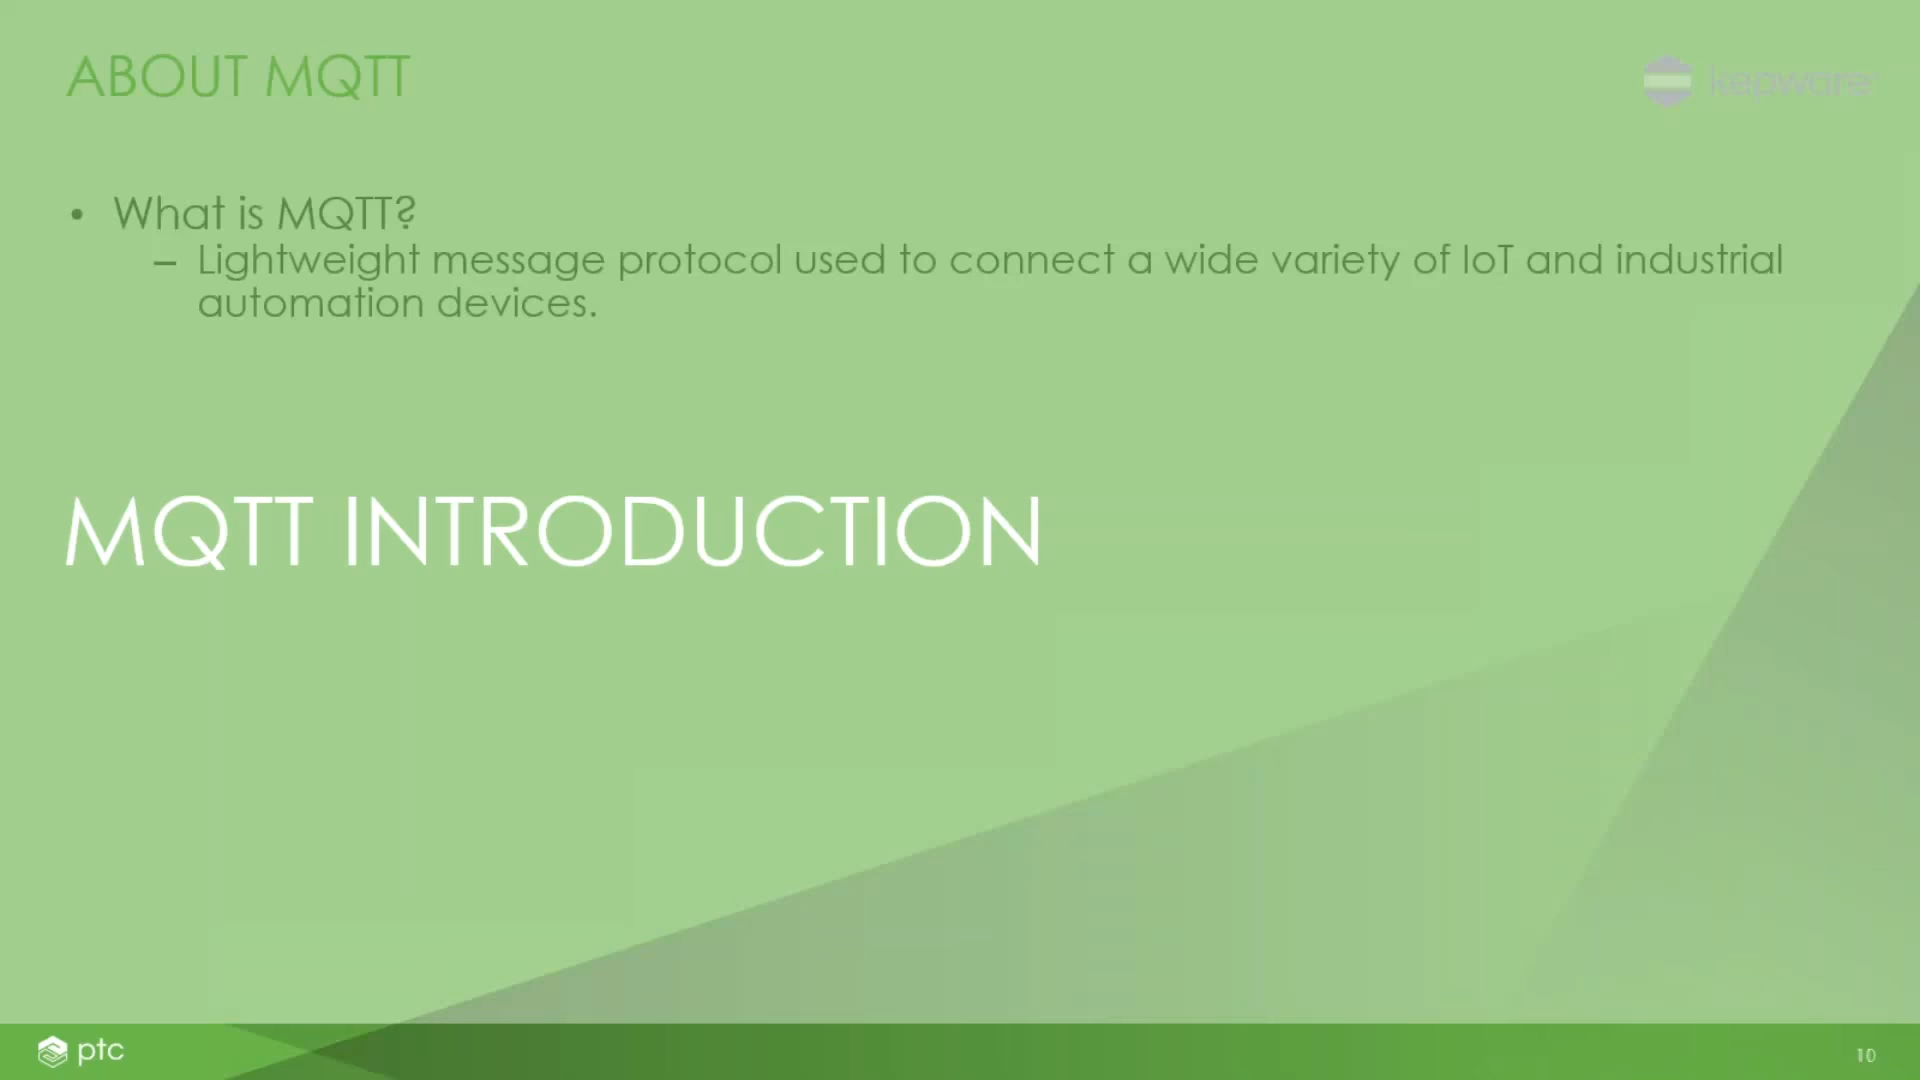 ABOUT MQTT
kepware
• What is MQTT?
– Lightweight message protocol used to connect a wide variety of IoT and industrial
automation devices.
MQTT INTRODUCTION
ptc
10